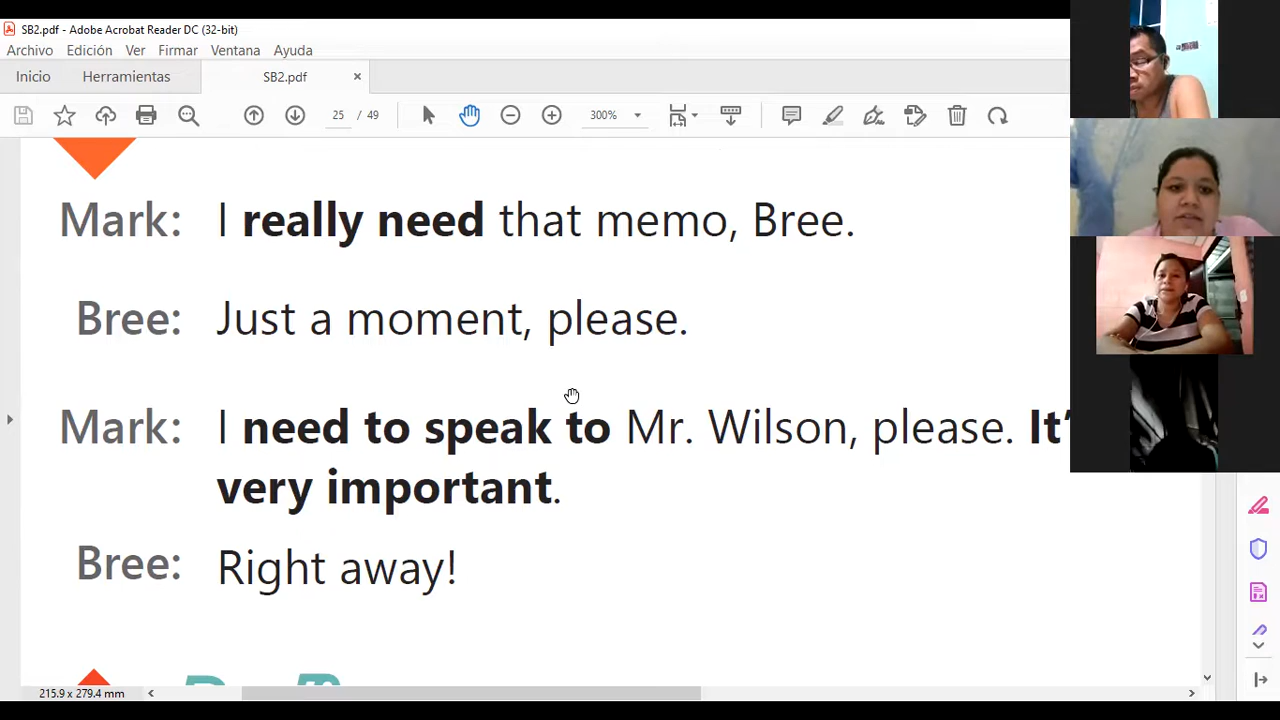 SB2.pdf - Adobe Acrobat Reader DC (32-bit)
Archivo Edición Ver Firmar Ventana Ayuda
Inicio Herramientas SB2.pdf ×
25 / 49 300%
Mark: I really need that memo, Bree.
Bree: Just a moment, please.
Mark: I need to speak to Mr. Wilson, please. It'
very important.
Bree: Right away!
215.9 x 279.4 mm